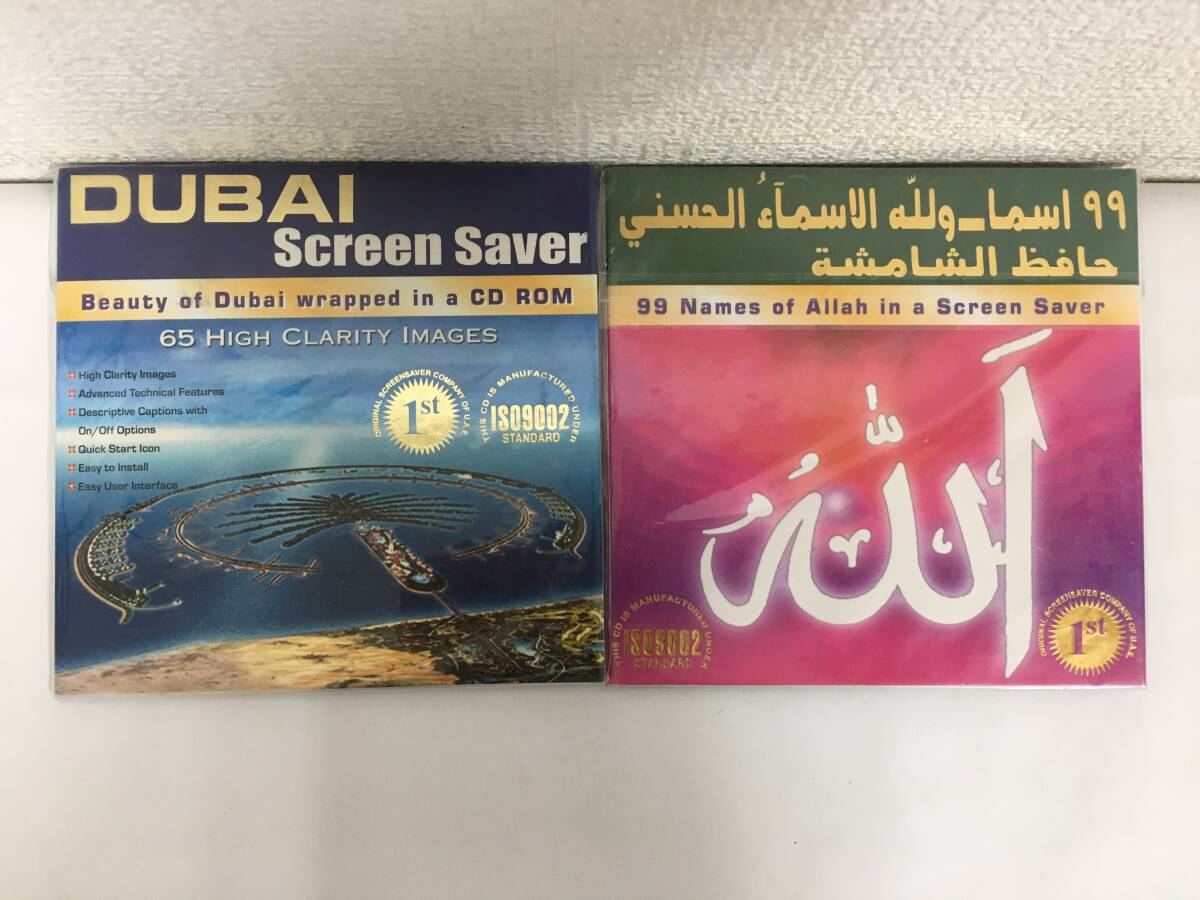 DUBAI
Screen Saver
Beauty of Dubai wrapped in a CD ROM
65 HIGH CLARITY IMAGES
High Clarity Images
Advanced Technical Features
Descriptive Captions with
On/Off Options
Quick Start Icon
Easy to Install
Easy User Interface
ORIGINAL SCREENSAVER COMPANY OF U.A.E.
1st
THIS CD IS MANUFACTURED UNDER
ISO9002
STANDARD
٩٩ اسما_ولله الاسمآءُ الحسني
حافظ الشامشة
99 Names of Allah in a Screen Saver
اللهُ
THIS CD IS MANUFACTURED UNDER
ISO9002
STANDARD
ORIGINAL SCREENSAVER COMPANY OF U.A.E.
1st